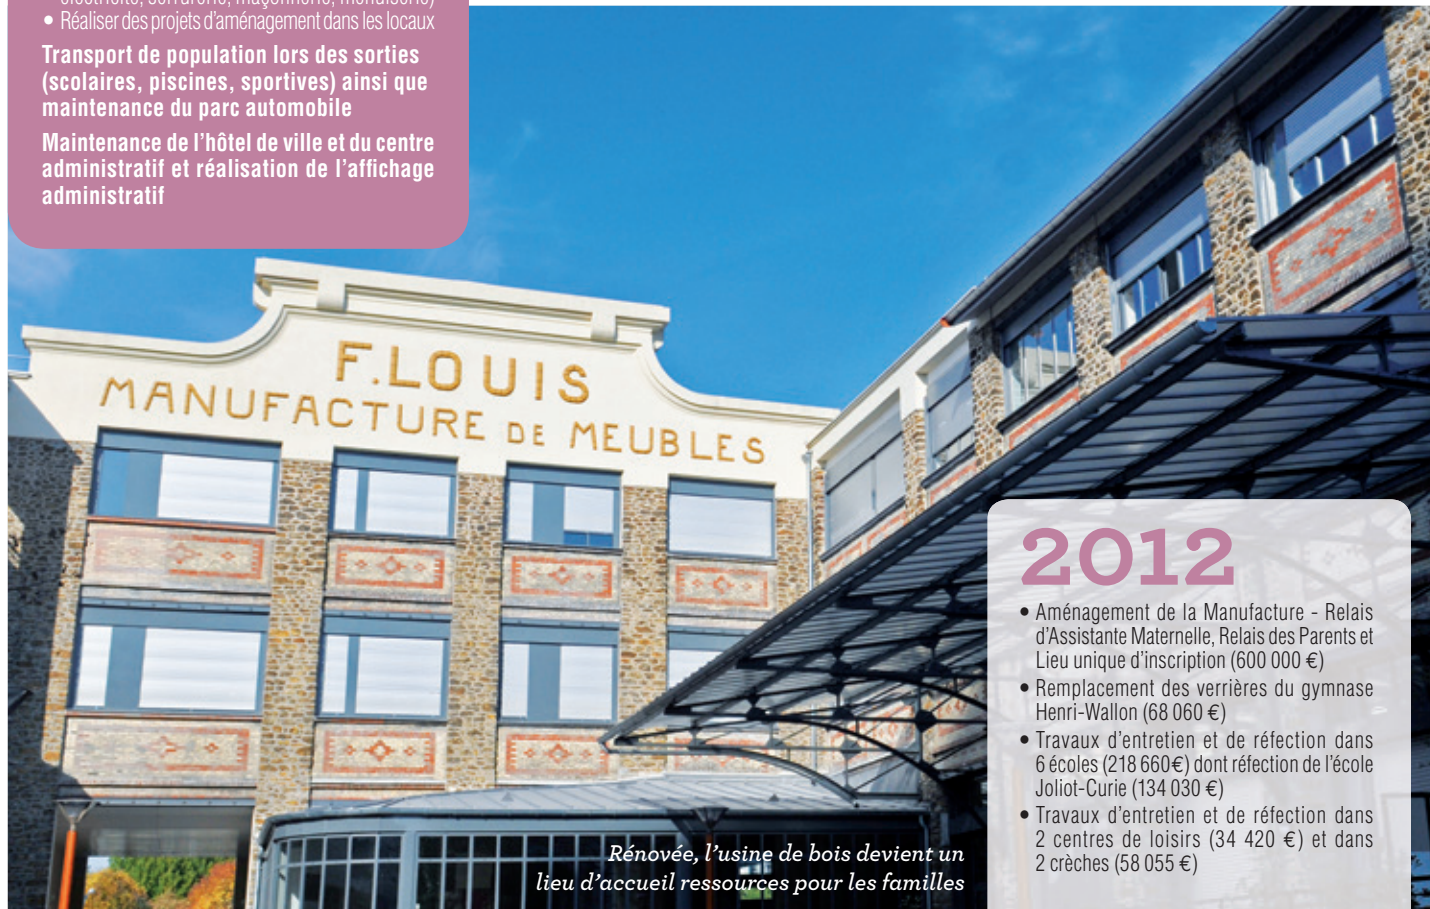 électricité, serrurerie, maçonnerie, menuiserie)
• Réaliser des projets d'aménagement dans les locaux
Transport de population lors des sorties
(scolaires, piscines, sportives) ainsi que
maintenance du parc automobile
Maintenance de l'hôtel de ville et du centre
administratif et réalisation de l'affichage
administratif
F. LOUIS
MANUFACTURE DE MEUBLES
2012
• Aménagement de la Manufacture - Relais
d'Assistante Maternelle, Relais des Parents et
Lieu unique d'inscription (600 000 €)
• Remplacement des verrières du gymnase
Henri-Wallon (68 060 €)
• Travaux d'entretien et de réfection dans
6 écoles (218 660€) dont réfection de l'école
Joliot-Curie (134 030 €)
• Travaux d'entretien et de réfection dans
2 centres de loisirs (34 420 €) et dans
2 crèches (58 055 €)
Rénovée, l'usine de bois devient un
lieu d'accueil ressources pour les familles